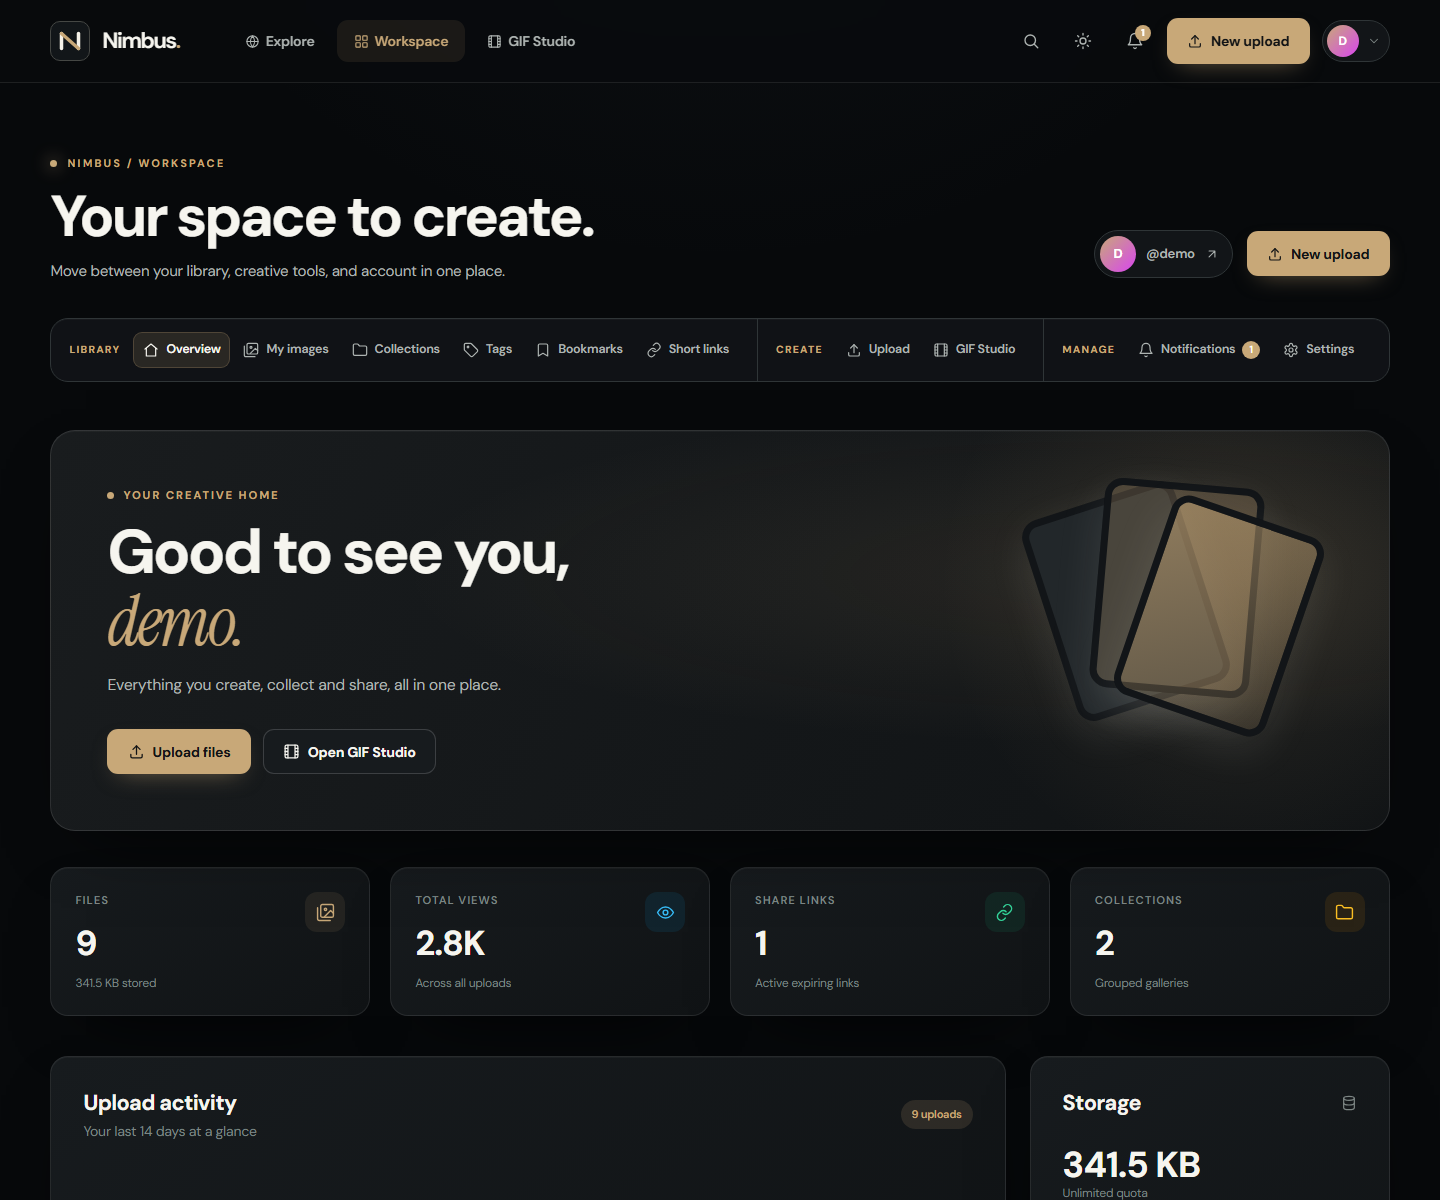 Nimbus.
Explore
Workspace
GIF Studio
1
New upload
D
NIMBUS / WORKSPACE
Your space to create.
Move between your library, creative tools, and account in one place.
D
@demo
New upload
LIBRARY
Overview
My images
Collections
Tags
Bookmarks
Short links
CREATE
Upload
GIF Studio
MANAGE
Notifications 1
Settings
YOUR CREATIVE HOME
Good to see you,
demo.
Everything you create, collect and share, all in one place.
Upload files
Open GIF Studio
FILES
9
341.5 KB stored
TOTAL VIEWS
2.8K
Across all uploads
SHARE LINKS
1
Active expiring links
COLLECTIONS
2
Grouped galleries
Upload activity
Your last 14 days at a glance
9 uploads
Storage
341.5 KB
Unlimited quota